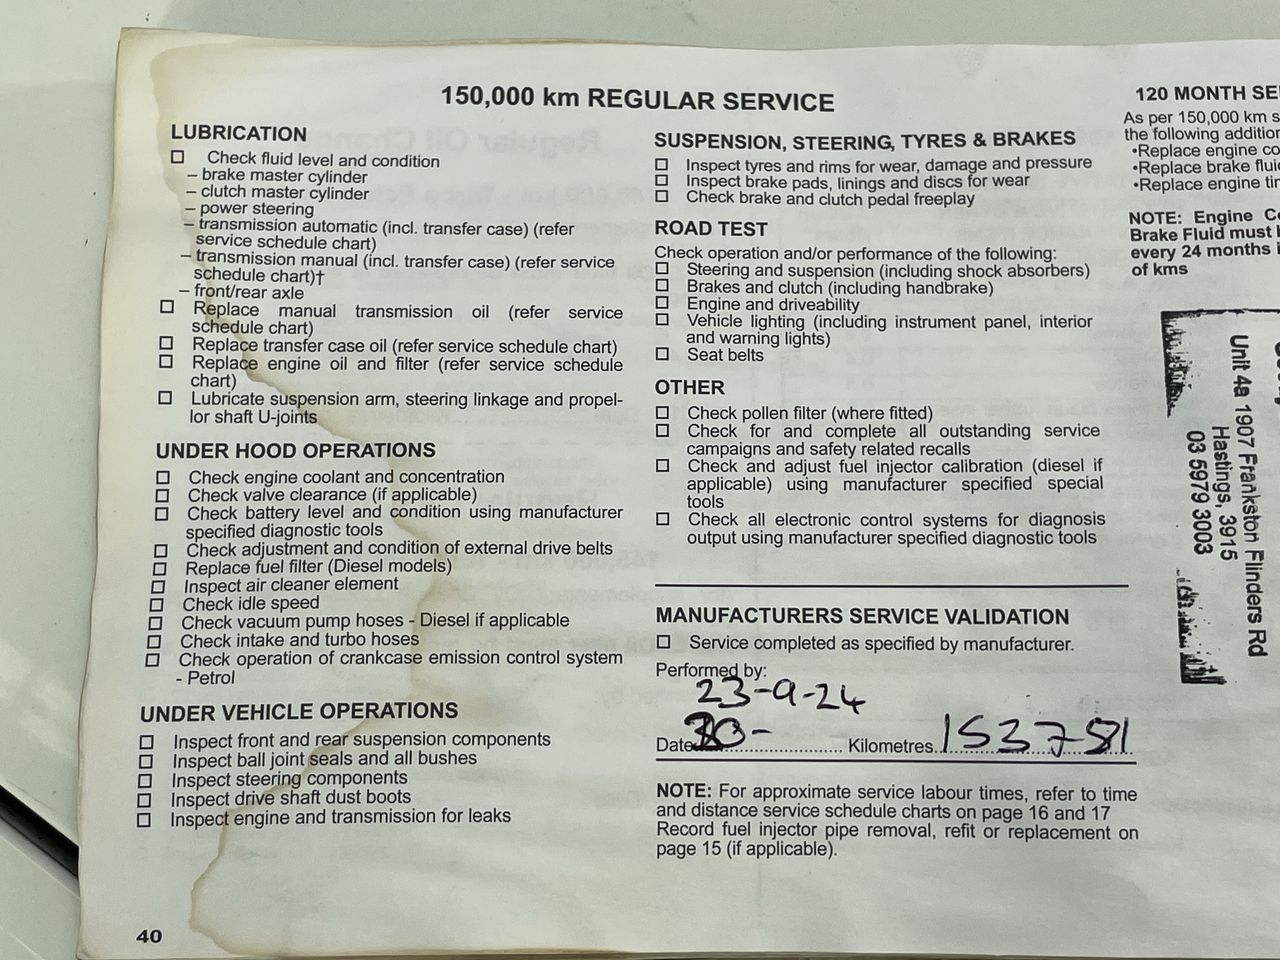 150,000 km REGULAR SERVICE
LUBRICATION
Check fluid level and condition
– brake master cylinder
– clutch master cylinder
– power steering
– transmission automatic (incl. transfer case) (refer
service schedule chart)
– transmission manual (incl. transfer case) (refer service
schedule chart)†
– front/rear axle
Replace manual transmission oil (refer service
schedule chart)
Replace transfer case oil (refer service schedule chart)
Replace engine oil and filter (refer service schedule
chart)
Lubricate suspension arm, steering linkage and propel-
lor shaft U-joints
UNDER HOOD OPERATIONS
Check engine coolant and concentration
Check valve clearance (if applicable)
Check battery level and condition using manufacturer
specified diagnostic tools
Check adjustment and condition of external drive belts
Replace fuel filter (Diesel models)
Inspect air cleaner element
Check idle speed
Check vacuum pump hoses - Diesel if applicable
Check intake and turbo hoses
Check operation of crankcase emission control system
- Petrol
UNDER VEHICLE OPERATIONS
Inspect front and rear suspension components
Inspect ball joint seals and all bushes
Inspect steering components
Inspect drive shaft dust boots
Inspect engine and transmission for leaks
40
SUSPENSION, STEERING, TYRES & BRAKES
Inspect tyres and rims for wear, damage and pressure
Inspect brake pads, linings and discs for wear
Check brake and clutch pedal freeplay
ROAD TEST
Check operation and/or performance of the following:
Steering and suspension (including shock absorbers)
Brakes and clutch (including handbrake)
Engine and driveability
Vehicle lighting (including instrument panel, interior
and warning lights)
Seat belts
OTHER
Check pollen filter (where fitted)
Check for and complete all outstanding service
campaigns and safety related recalls
Check and adjust fuel injector calibration (diesel if
applicable) using manufacturer specified special
tools
Check all electronic control systems for diagnosis
output using manufacturer specified diagnostic tools
MANUFACTURERS SERVICE VALIDATION
Service completed as specified by manufacturer.
Performed by:
23-9-24
Date Kilometres 153781
NOTE: For approximate service labour times, refer to time
and distance service schedule charts on page 16 and 17
Record fuel injector pipe removal, refit or replacement on
page 15 (if applicable).
120 MONTH SE
As per 150,000 km s
the following addition
•Replace engine co
•Replace brake fluid
•Replace engine tim
NOTE: Engine Co
Brake Fluid must b
every 24 months i
of kms
Unit 4a 1907 Frankston Flinders Rd
Hastings, 3915
03 5979 3003